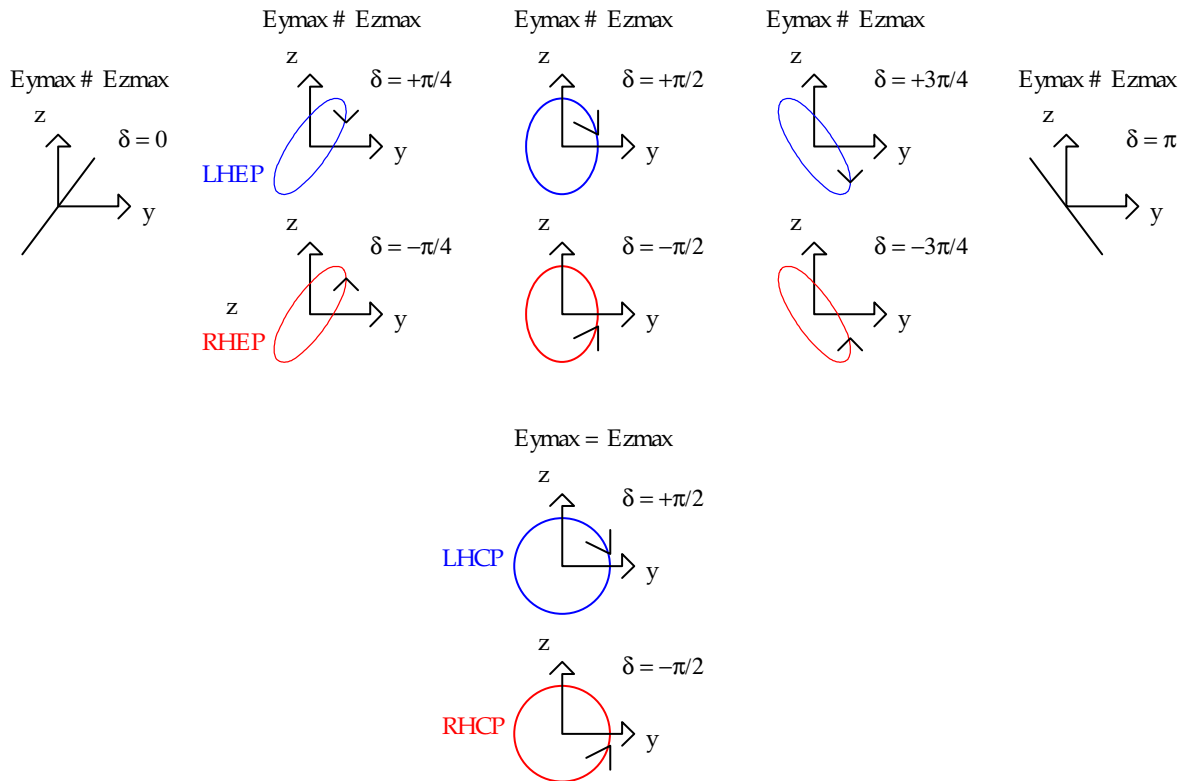 Eymax # Ezmax
z
δ = 0
y
Eymax # Ezmax
z
δ = +π/4
y
LHEP
z
δ = −π/4
y
z
RHEP
Eymax # Ezmax
z
δ = +π/2
y
z
δ = −π/2
y
Eymax # Ezmax
z
δ = +3π/4
y
z
δ = −3π/4
y
Eymax # Ezmax
z
δ = π
y
Eymax = Ezmax
z
δ = +π/2
LHCP
y
z
δ = −π/2
RHCP
y